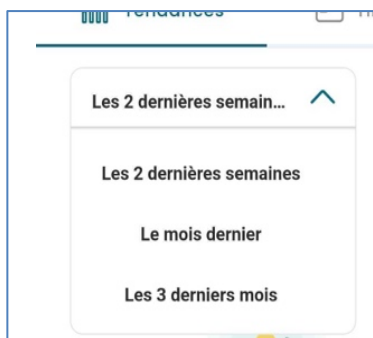 Tendances
Les 2 dernières semain...
Les 2 dernières semaines
Le mois dernier
Les 3 derniers mois